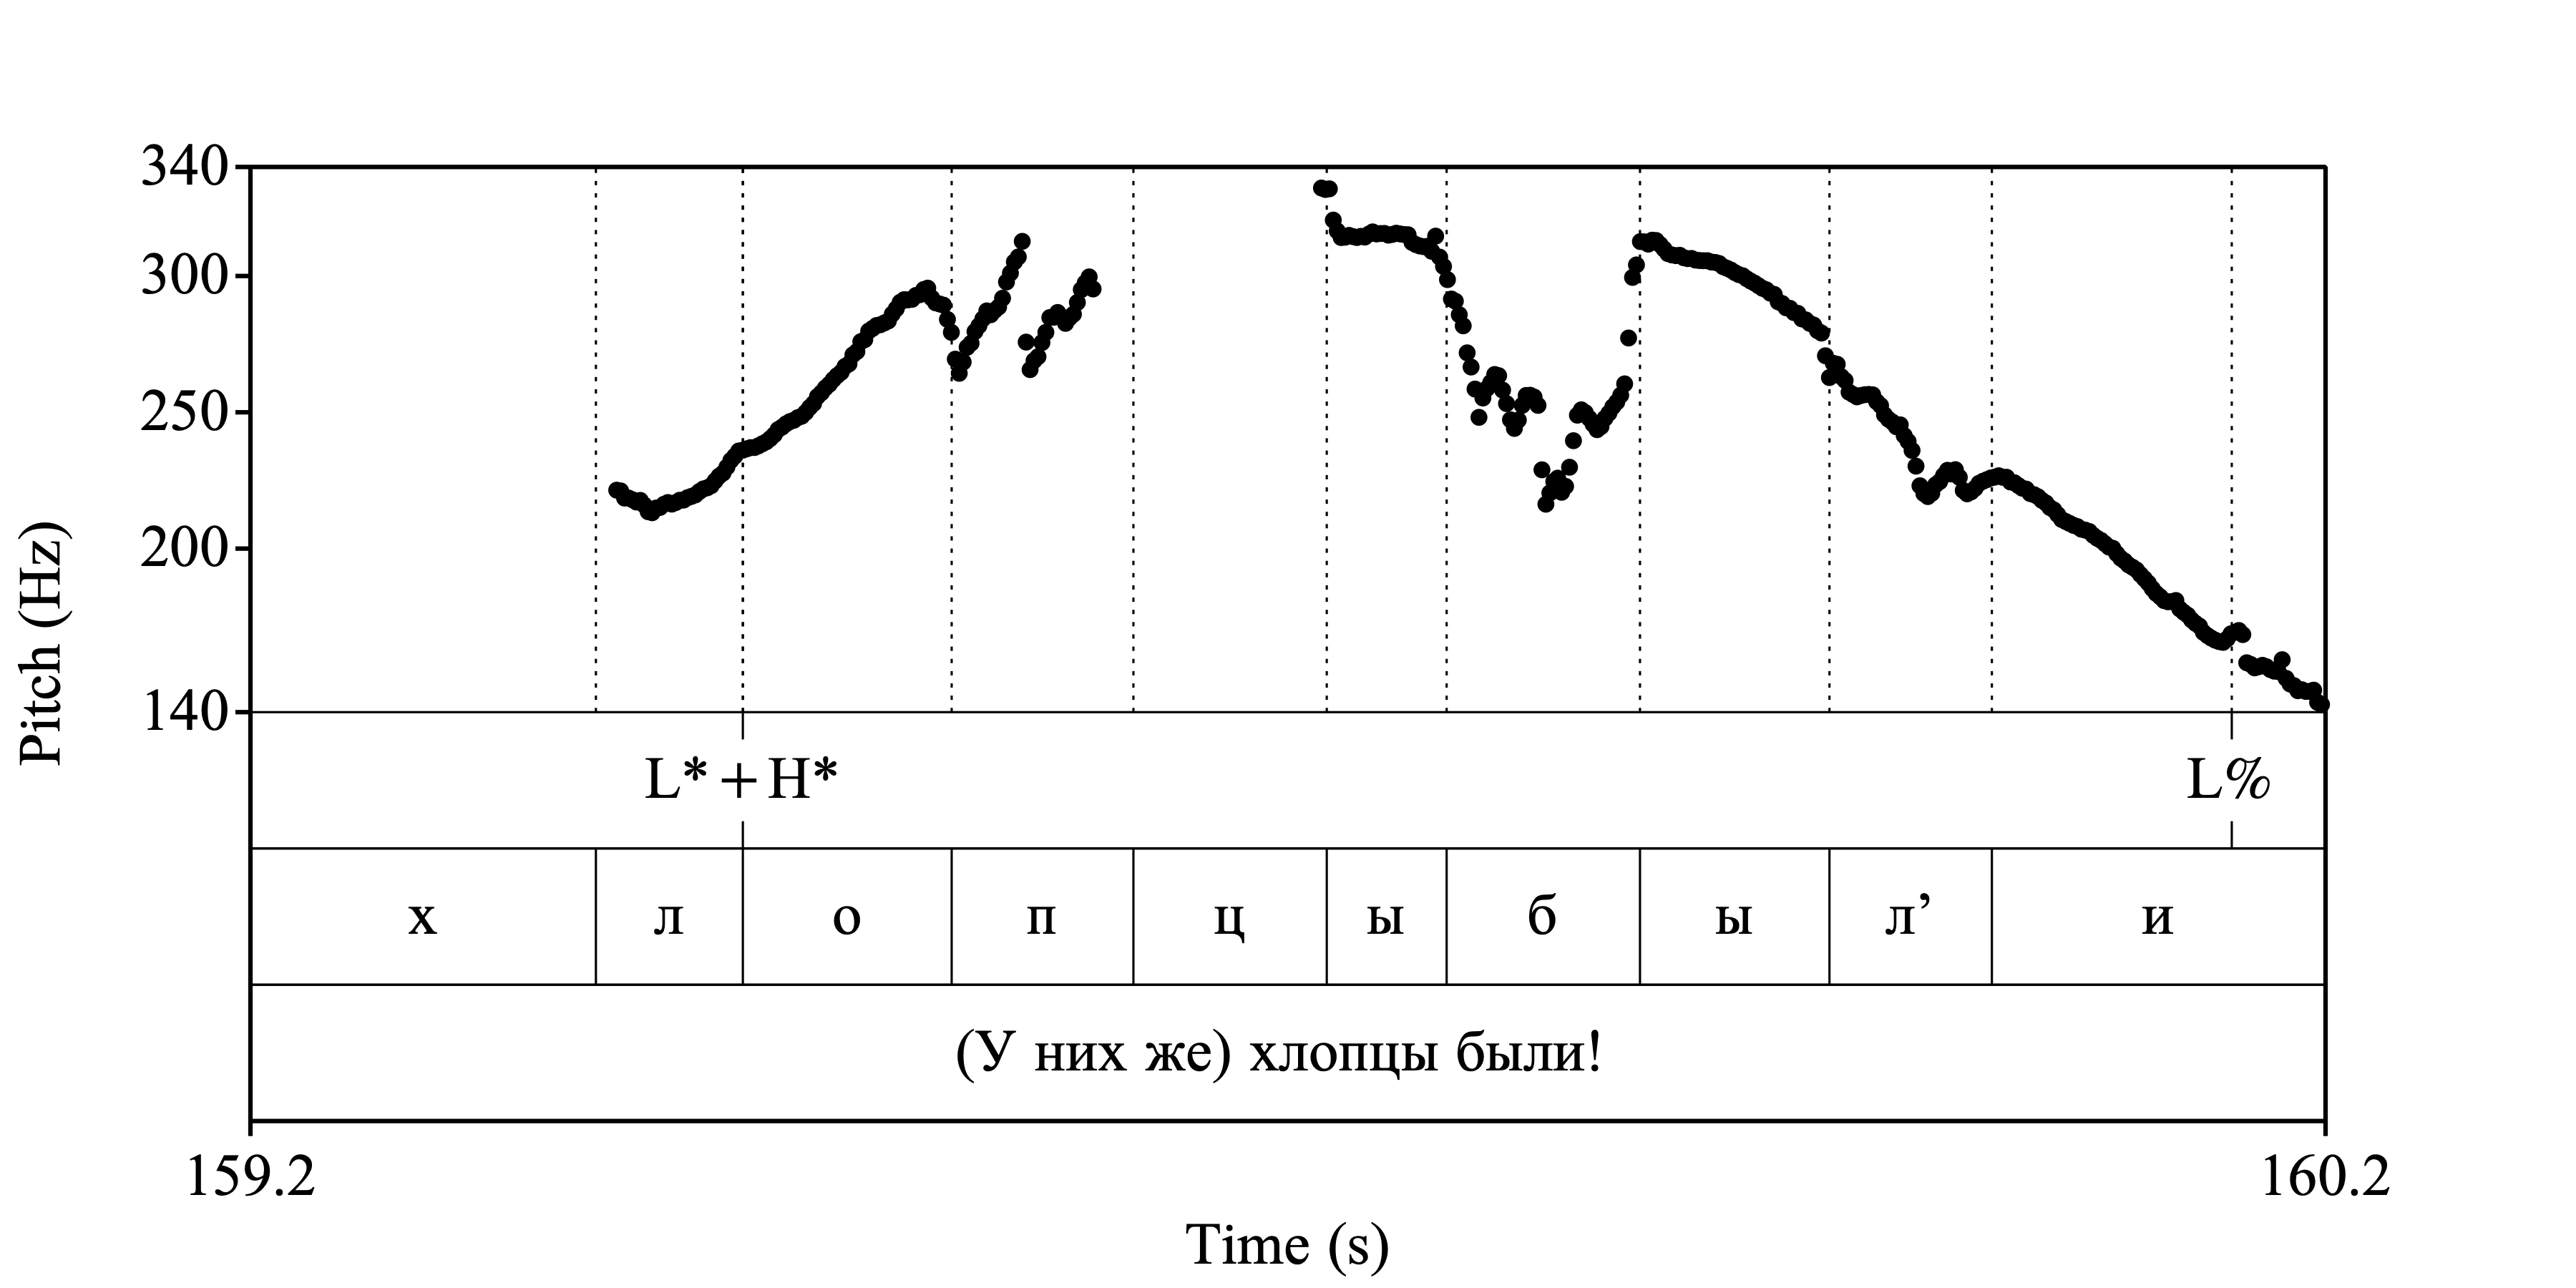 340
300
250
200
140
Pitch (Hz)
L* + H* L%
х л о п ц ы б ы л’ и
(У них же) хлопцы были!
159.2 160.2
Time (s)